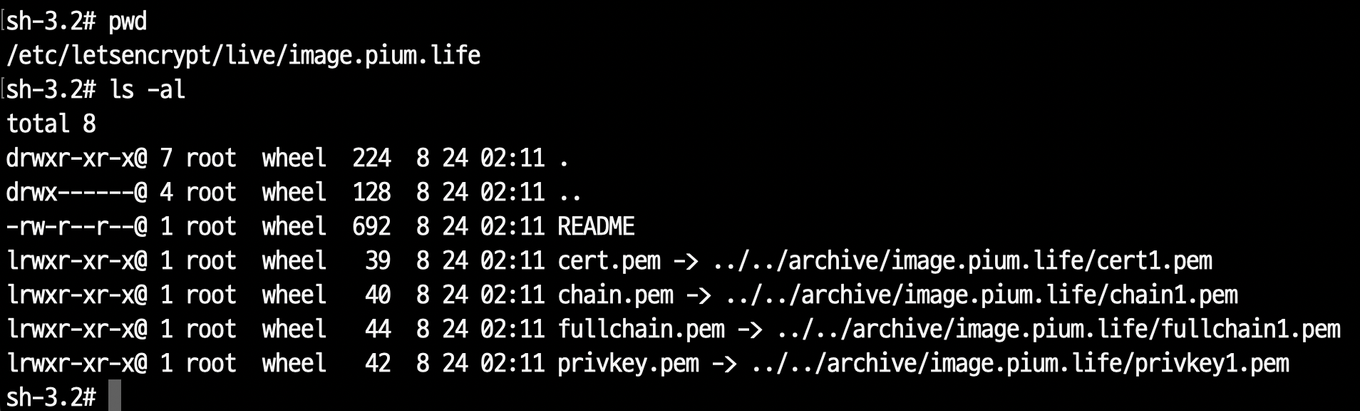 [sh-3.2# pwd
/etc/letsencrypt/live/image.pium.life
[sh-3.2# ls -al
total 8
drwxr-xr-x@ 7 root  wheel  224  8 24 02:11 .
drwx------@ 4 root  wheel  128  8 24 02:11 ..
-rw-r--r--@ 1 root  wheel  692  8 24 02:11 README
lrwxr-xr-x@ 1 root  wheel   39  8 24 02:11 cert.pem -> ../../archive/image.pium.life/cert1.pem
lrwxr-xr-x@ 1 root  wheel   40  8 24 02:11 chain.pem -> ../../archive/image.pium.life/chain1.pem
lrwxr-xr-x@ 1 root  wheel   44  8 24 02:11 fullchain.pem -> ../../archive/image.pium.life/fullchain1.pem
lrwxr-xr-x@ 1 root  wheel   42  8 24 02:11 privkey.pem -> ../../archive/image.pium.life/privkey1.pem
sh-3.2#